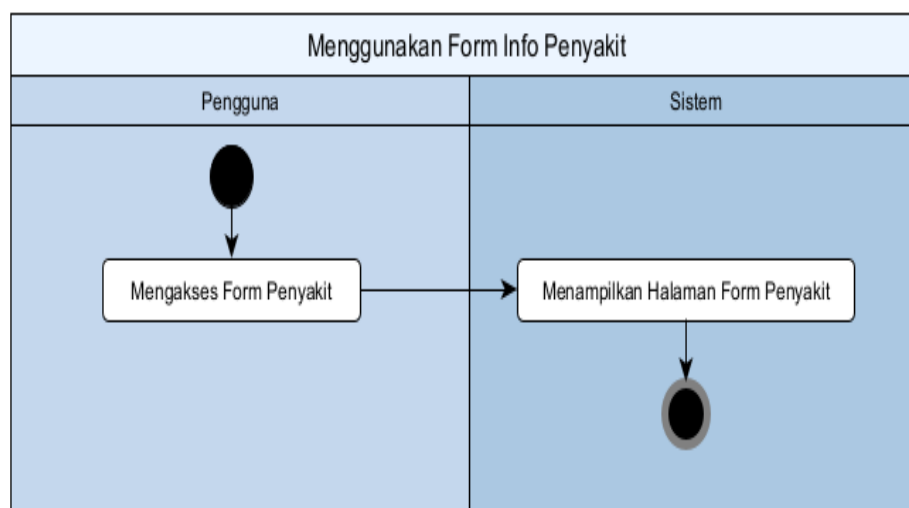 Menggunakan Form Info Penyakit
Pengguna
Sistem
Mengakses Form Penyakit
Menampilkan Halaman Form Penyakit